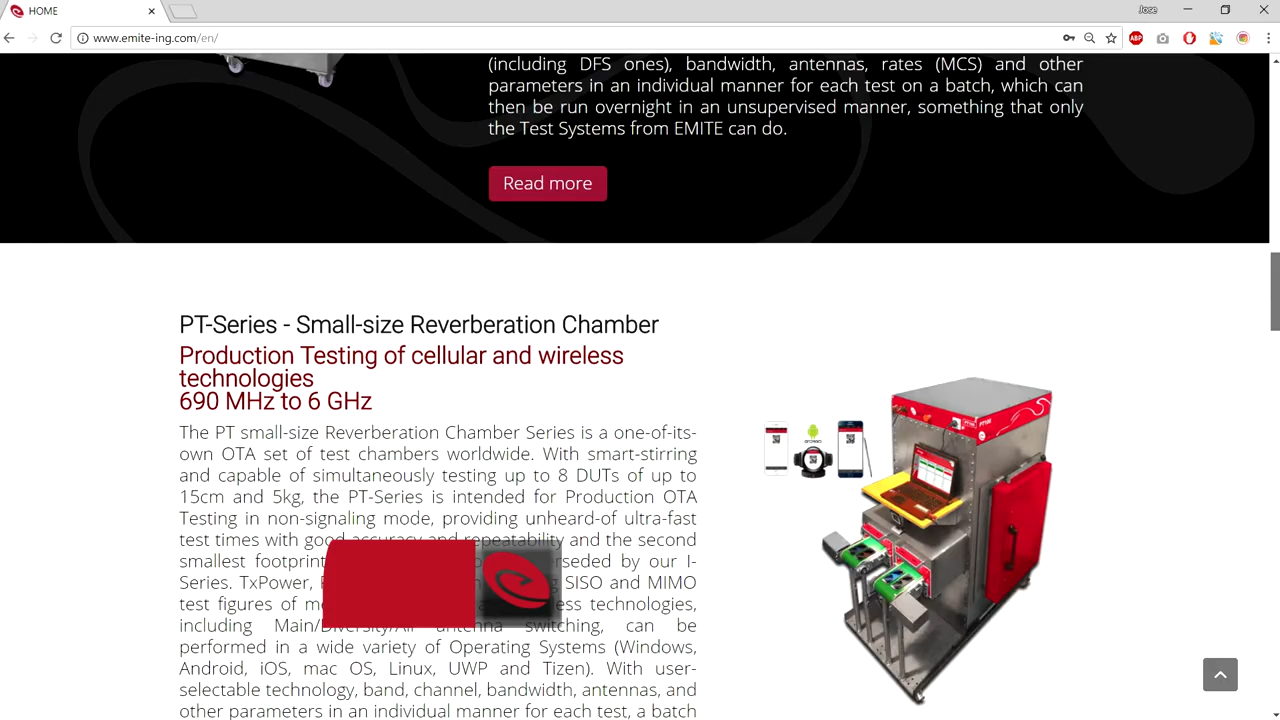 HOME
Jose
www.emite-ing.com/en/
(including DFS ones), bandwidth, antennas, rates (MCS) and other
parameters in an individual manner for each test on a batch, which can
then be run overnight in an unsupervised manner, something that only
the Test Systems from EMITE can do.
Read more
PT-Series - Small-size Reverberation Chamber
Production Testing of cellular and wireless
technologies
690 MHz to 6 GHz
The PT small-size Reverberation Chamber Series is a one-of-its-
own OTA set of test chambers worldwide. With smart-stirring
and capable of simultaneously testing up to 8 DUTs of up to
15cm and 5kg, the PT-Series is intended for Production OTA
Testing in non-signaling mode, providing unheard-of ultra-fast
test times with good accuracy and repeatability and the second
smallest footprint erseded by our I-
Series. TxPower, SISO and MIMO
test figures of technologies,
including Main/Diversity/All antenna switching, can be
performed in a wide variety of Operating Systems (Windows,
Android, iOS, mac OS, Linux, UWP and Tizen). With user-
selectable technology, band, channel, bandwidth, antennas, and
other parameters in an individual manner for each test, a batch
ABP